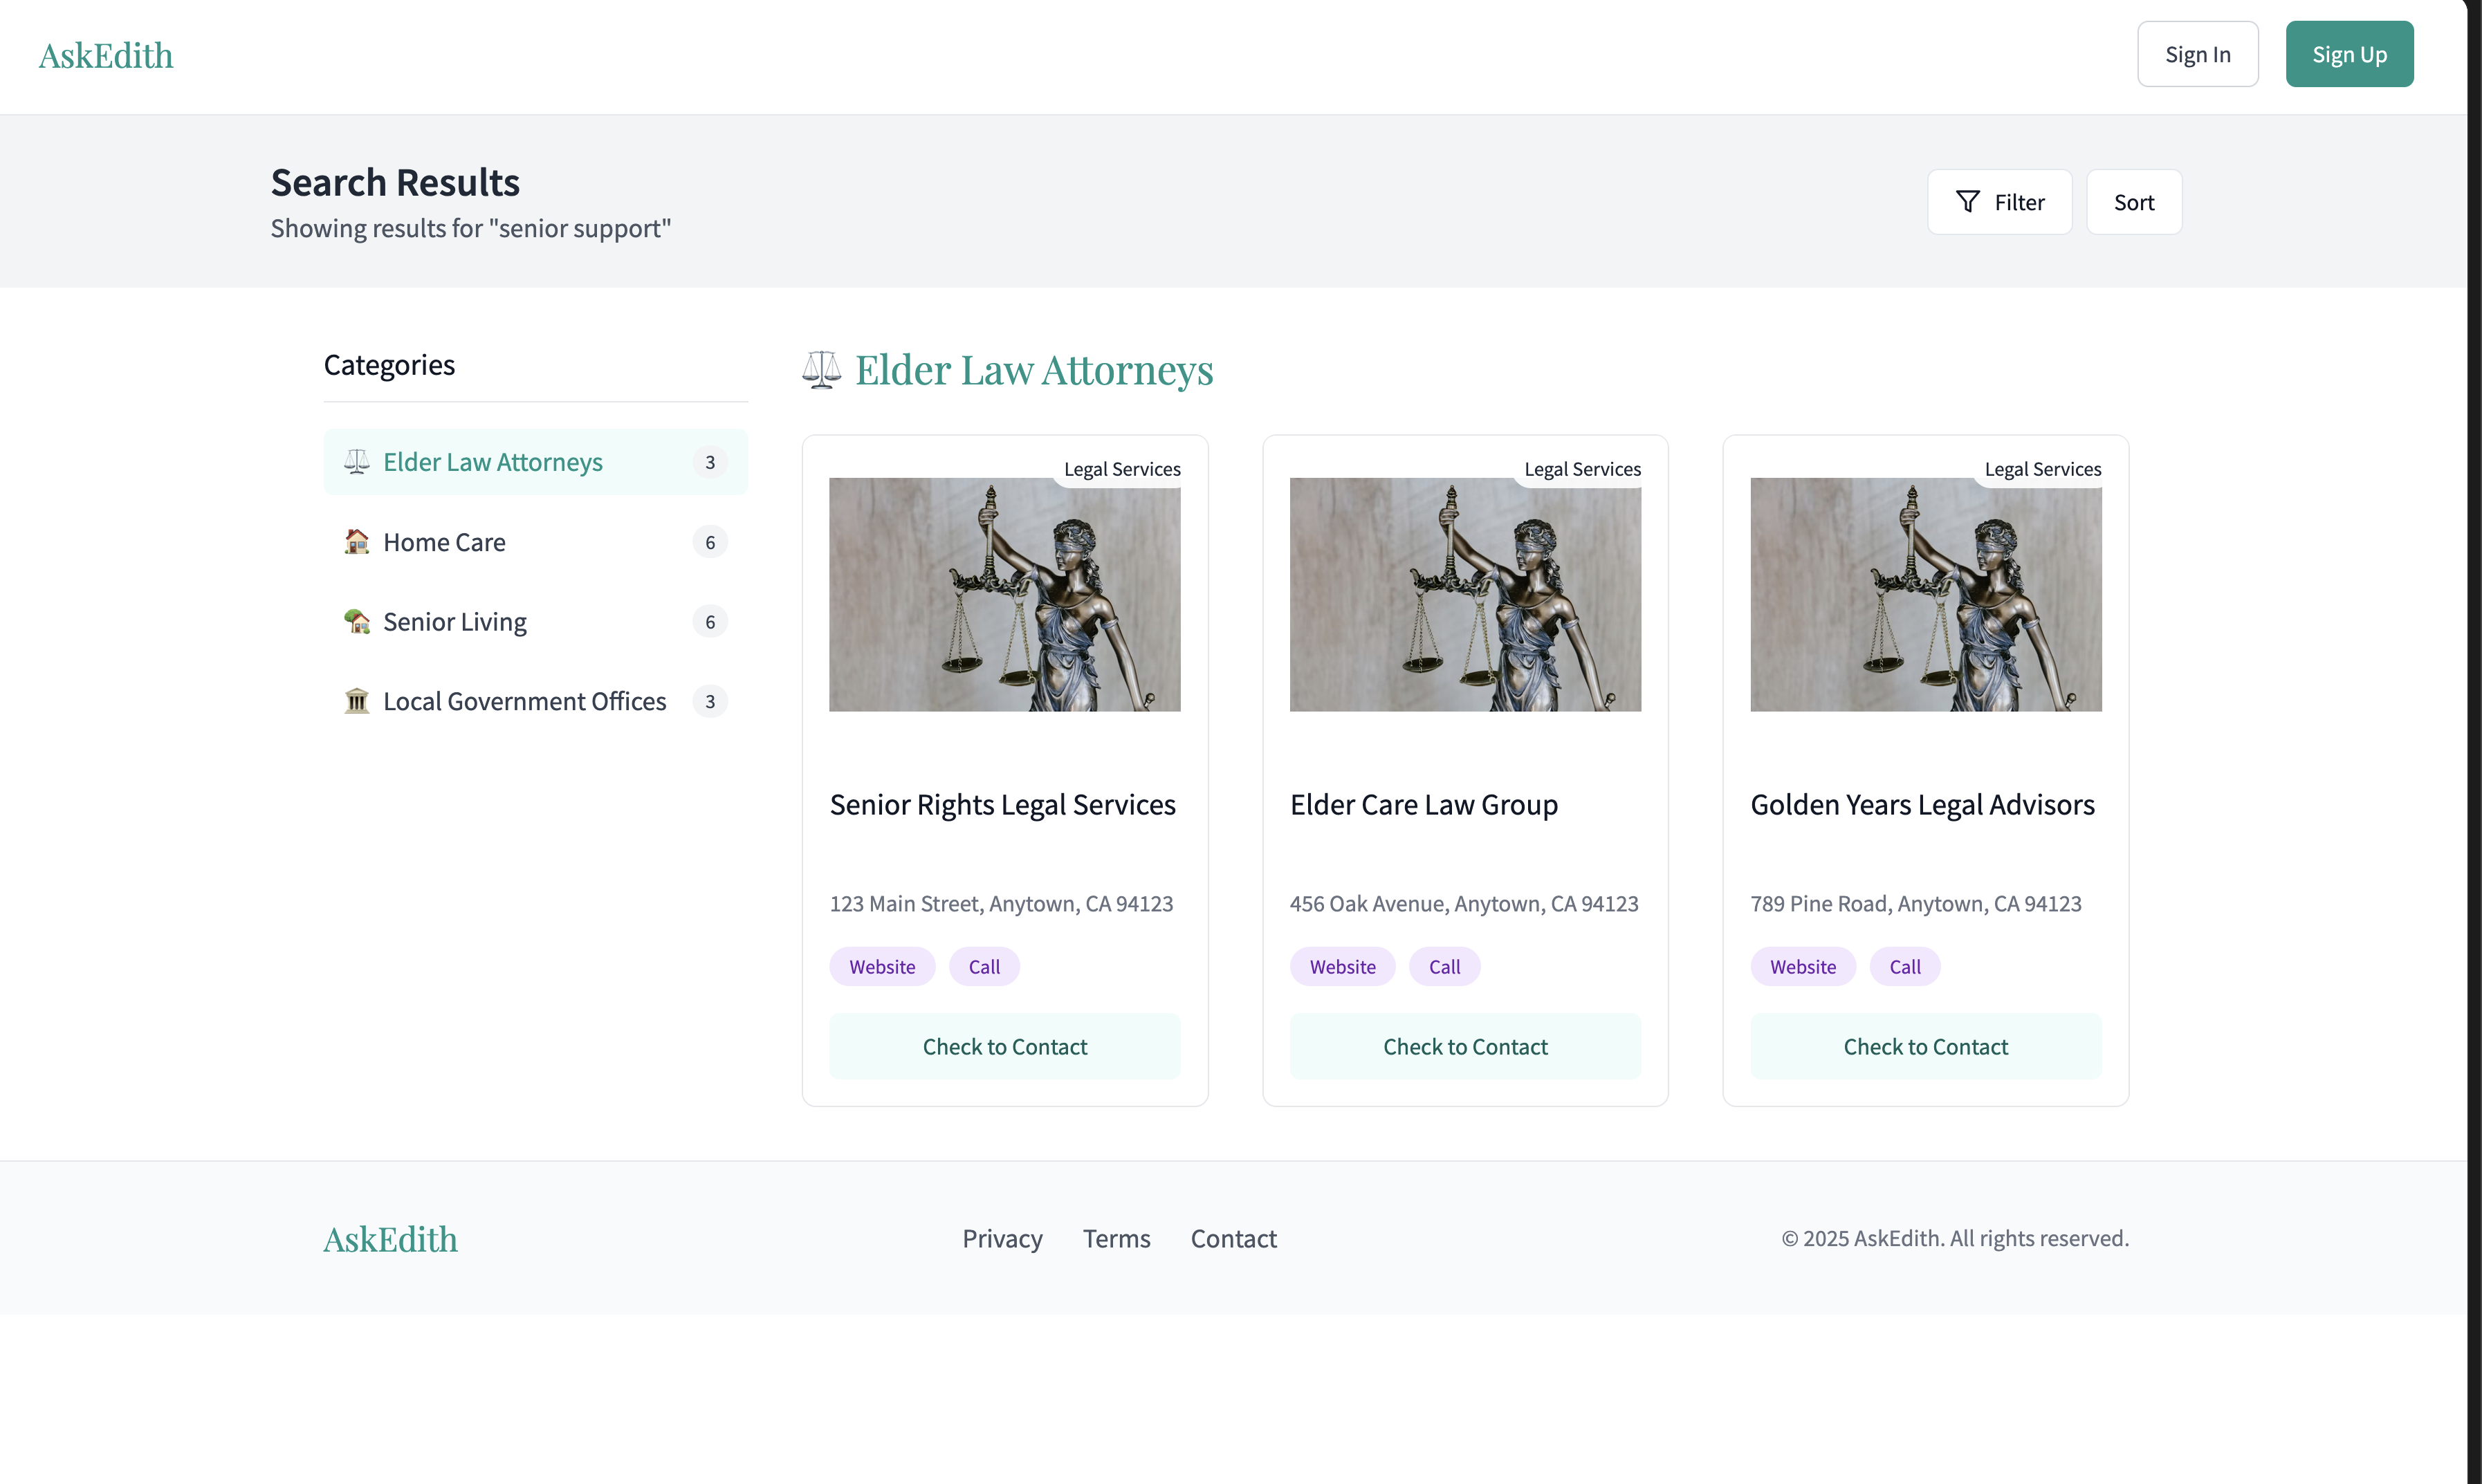 AskEdith
Sign In
Sign Up
Search Results
Showing results for "senior support"
Filter
Sort
Categories
Elder Law Attorneys
3
Home Care
6
Senior Living
6
Local Government Offices
3
Elder Law Attorneys
Legal Services
Senior Rights Legal Services
123 Main Street, Anytown, CA 94123
Website
Call
Check to Contact
Legal Services
Elder Care Law Group
456 Oak Avenue, Anytown, CA 94123
Website
Call
Check to Contact
Legal Services
Golden Years Legal Advisors
789 Pine Road, Anytown, CA 94123
Website
Call
Check to Contact
AskEdith
Privacy
Terms
Contact
© 2025 AskEdith. All rights reserved.